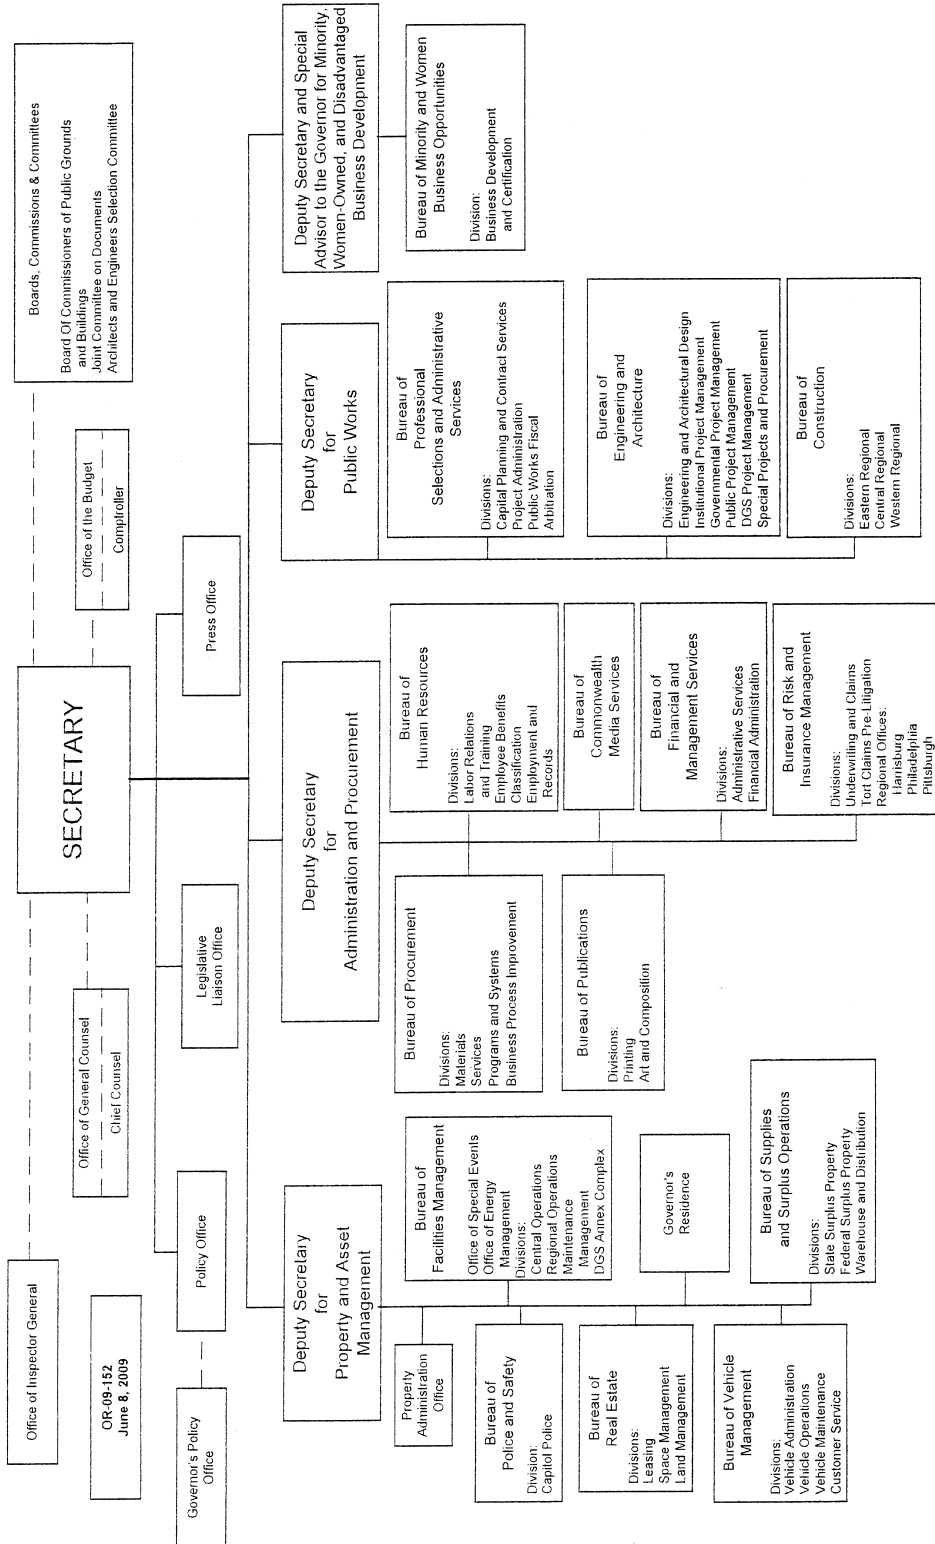 Office of Inspector General
OR-09-152
June 8, 2009
Office of General Counsel
Chief Counsel
SECRETARY
Office of the Budget
Comptroller
Boards, Commissions & Committees
Board Of Commissioners of Public Grounds
and Buildings
Joint Committee on Documents
Architects and Engineers Selection Committee
Governor's Policy
Office
Policy Office
Legislative
Liaison Office
Press Office
Deputy Secretary
for
Property and Asset
Management
Property
Administration
Office
Bureau of
Police and Safety
Division:
Capitol Police
Bureau of
Real Estate
Divisions:
Leasing
Space Management
Land Management
Bureau of Vehicle
Management
Divisions:
Vehicle Administration
Vehicle Operations
Vehicle Maintenance
Customer Service
Bureau of
Facilities Management
Office of Special Events
Office of Energy
Management
Divisions:
Central Operations
Regional Operations
Maintenance
Management
DGS Annex Complex
Governor's
Residence
Bureau of Supplies
and Surplus Operations
Divisions:
State Surplus Property
Federal Surplus Property
Warehouse and Distribution
Deputy Secretary
for
Administration and Procurement
Bureau of Procurement
Divisions:
Materials
Services
Programs and Systems
Business Process Improvement
Bureau of Publications
Divisions:
Printing
Art and Composition
Bureau of
Human Resources
Divisions:
Labor Relations
and Training
Employee Benefits
Classification
Employment and
Records
Bureau of
Commonwealth
Media Services
Bureau of
Financial and
Management Services
Divisions:
Administrative Services
Financial Administration
Bureau of Risk and
Insurance Management
Divisions:
Underwitling and Claims
Tort Claims Pre-Litigation
Regional Offices:
Harrisburg
Philadelphia
Pittsburgh
Deputy Secretary
for
Public Works
Bureau of
Professional
Selections and Administrative
Services
Divisions:
Capital Planning and Contract Services
Project Administration
Public Works Fiscal
Arbitration
Bureau of
Engineering and
Architecture
Divisions:
Engineering and Architectural Design
Institutional Project Management
Governmental Project Management
Public Project Management
DGS Project Management
Special Projects and Procurement
Bureau of
Construction
Divisions:
Eastern Regional
Central Regional
Western Regional
Deputy Secretary and Special
Advisor to the Governor for Minority,
Women-Owned, and Disadvantaged
Business Development
Bureau of Minority and Women
Business Opportunities
Division:
Business Development
and Certification